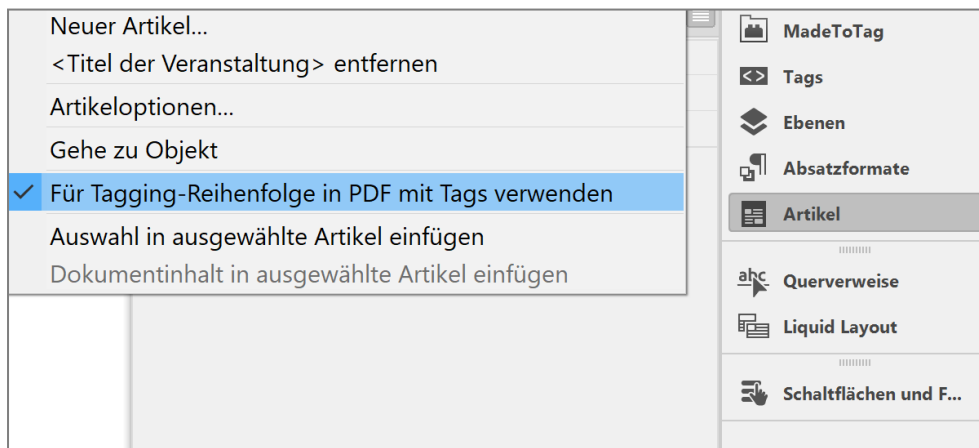 Neuer Artikel...
<Titel der Veranstaltung> entfernen
Artikeloptionen...
Gehe zu Objekt
Für Tagging-Reihenfolge in PDF mit Tags verwenden
Auswahl in ausgewählte Artikel einfügen
Dokumentinhalt in ausgewählte Artikel einfügen
MadeToTag
Tags
Ebenen
Absatzformate
Artikel
abc
Querverweise
Liquid Layout
Schaltflächen und F...